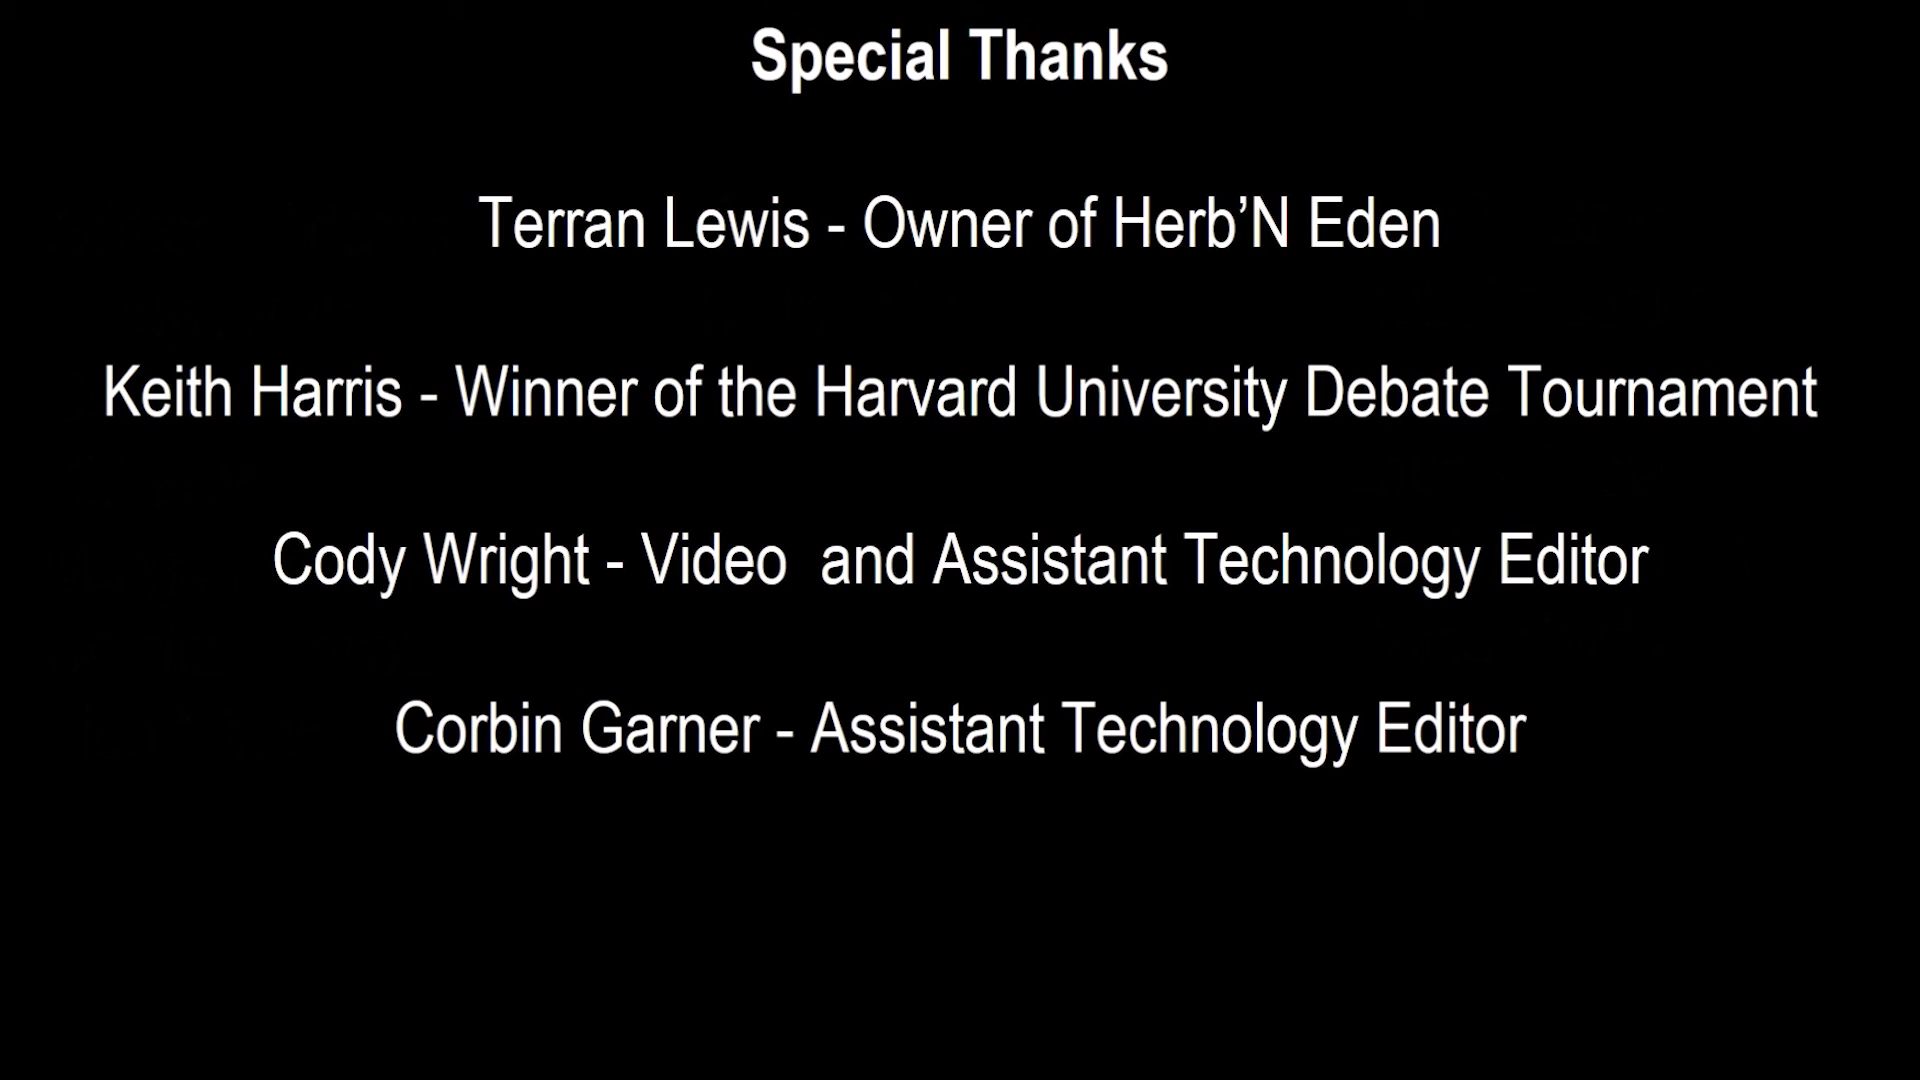 Special Thanks
Terran Lewis - Owner of Herb’N Eden
Keith Harris - Winner of the Harvard University Debate Tournament
Cody Wright - Video  and Assistant Technology Editor
Corbin Garner - Assistant Technology Editor